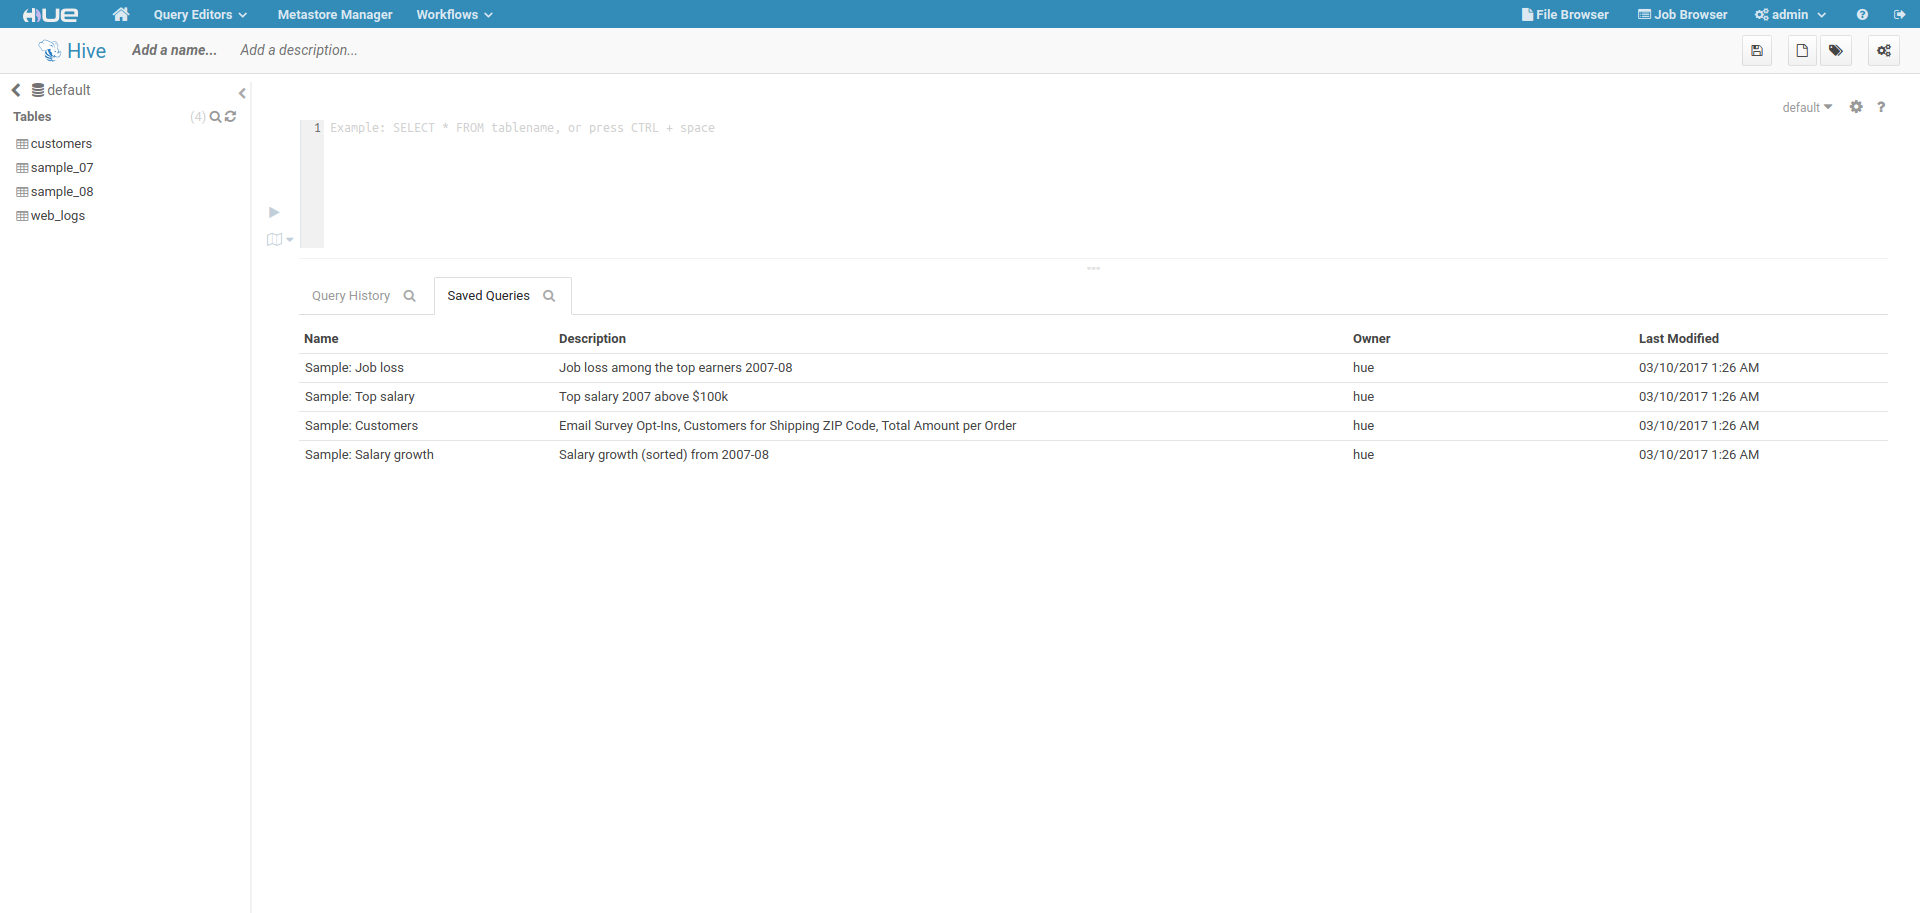 HUE Query Editors Metastore Manager Workflows File Browser Job Browser admin ?
Hive Add a name... Add a description...
default
Tables (4)
customers
sample_07
sample_08
web_logs
default ?
1 Example: SELECT * FROM tablename, or press CTRL + space
Query History Saved Queries
Name Description Owner Last Modified
Sample: Job loss Job loss among the top earners 2007-08 hue 03/10/2017 1:26 AM
Sample: Top salary Top salary 2007 above $100k hue 03/10/2017 1:26 AM
Sample: Customers Email Survey Opt-Ins, Customers for Shipping ZIP Code, Total Amount per Order hue 03/10/2017 1:26 AM
Sample: Salary growth Salary growth (sorted) from 2007-08 hue 03/10/2017 1:26 AM